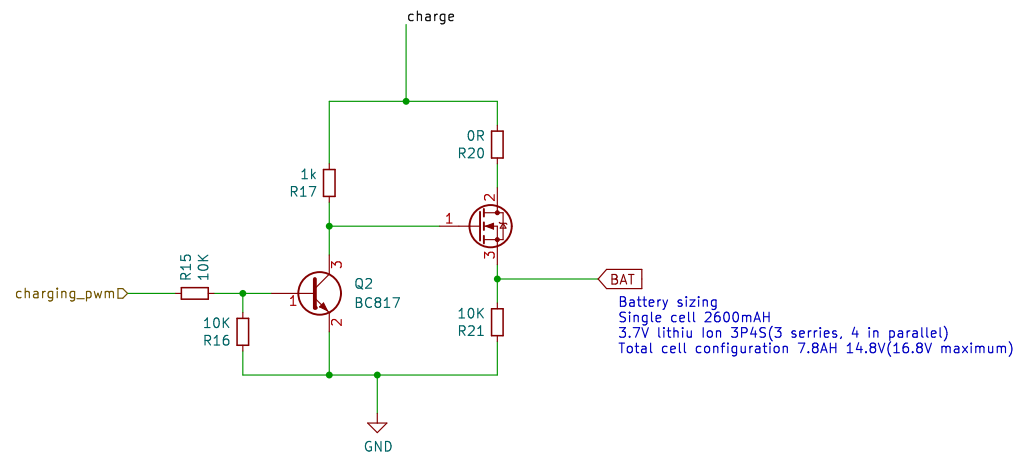 charge
0R
R20
1k
R17
2
1
3
R15
10K
charging_pwm
3
Q2
BC817
1
2
BAT
10K
R16
10K
R21
Battery sizing
Single cell 2600mAH
3.7V lithiu Ion 3P4S(3 serries, 4 in parallel)
Total cell configuration 7.8AH 14.8V(16.8V maximum)
GND